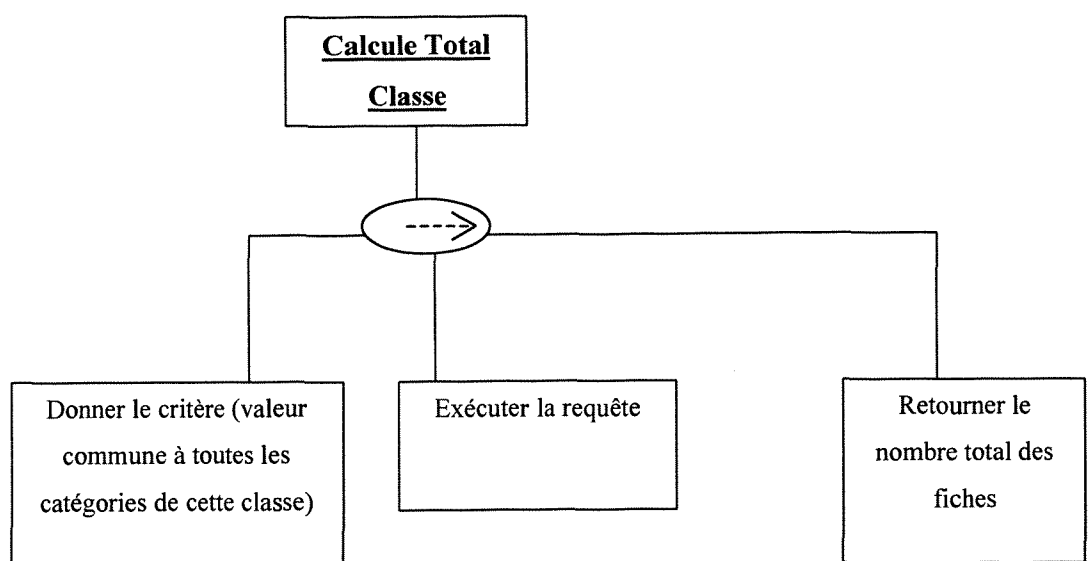 Calcule Total
Classe
Donner le critère (valeur
commune à toutes les
catégories de cette classe)
Exécuter la requête
Retourner le
nombre total des
fiches